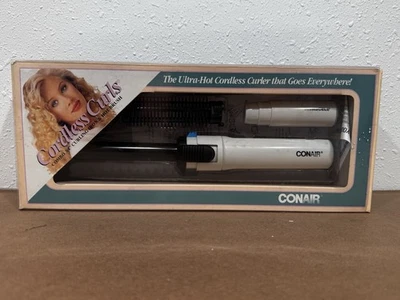 The Ultra-Hot Cordless Curler that Goes Everywhere!
Cordless Curls
CONAIR
CONAIR